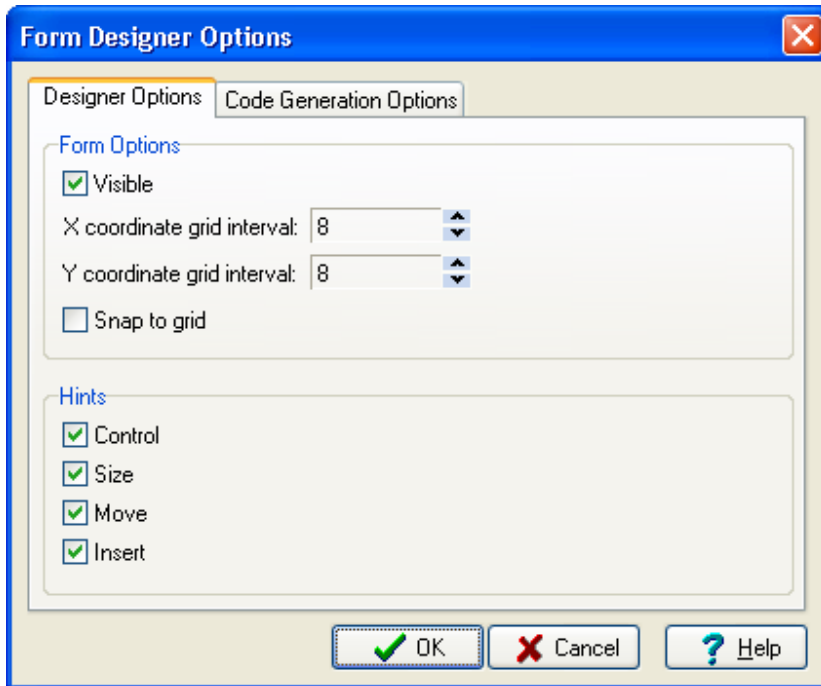 Form Designer Options
Designer Options Code Generation Options
Form Options
Visible
X coordinate grid interval: 8
Y coordinate grid interval: 8
Snap to grid
Hints
Control
Size
Move
Insert
OK Cancel Help